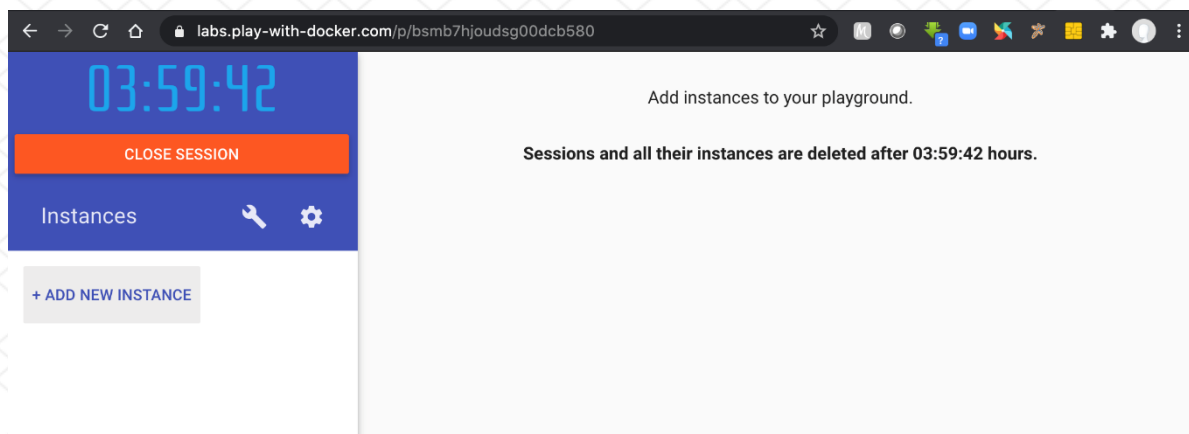 labs.play-with-docker.com/p/bsmb7hjoudsg00dcb580
M
?
03:59:42
CLOSE SESSION
Instances
+ ADD NEW INSTANCE
Add instances to your playground.
Sessions and all their instances are deleted after 03:59:42 hours.